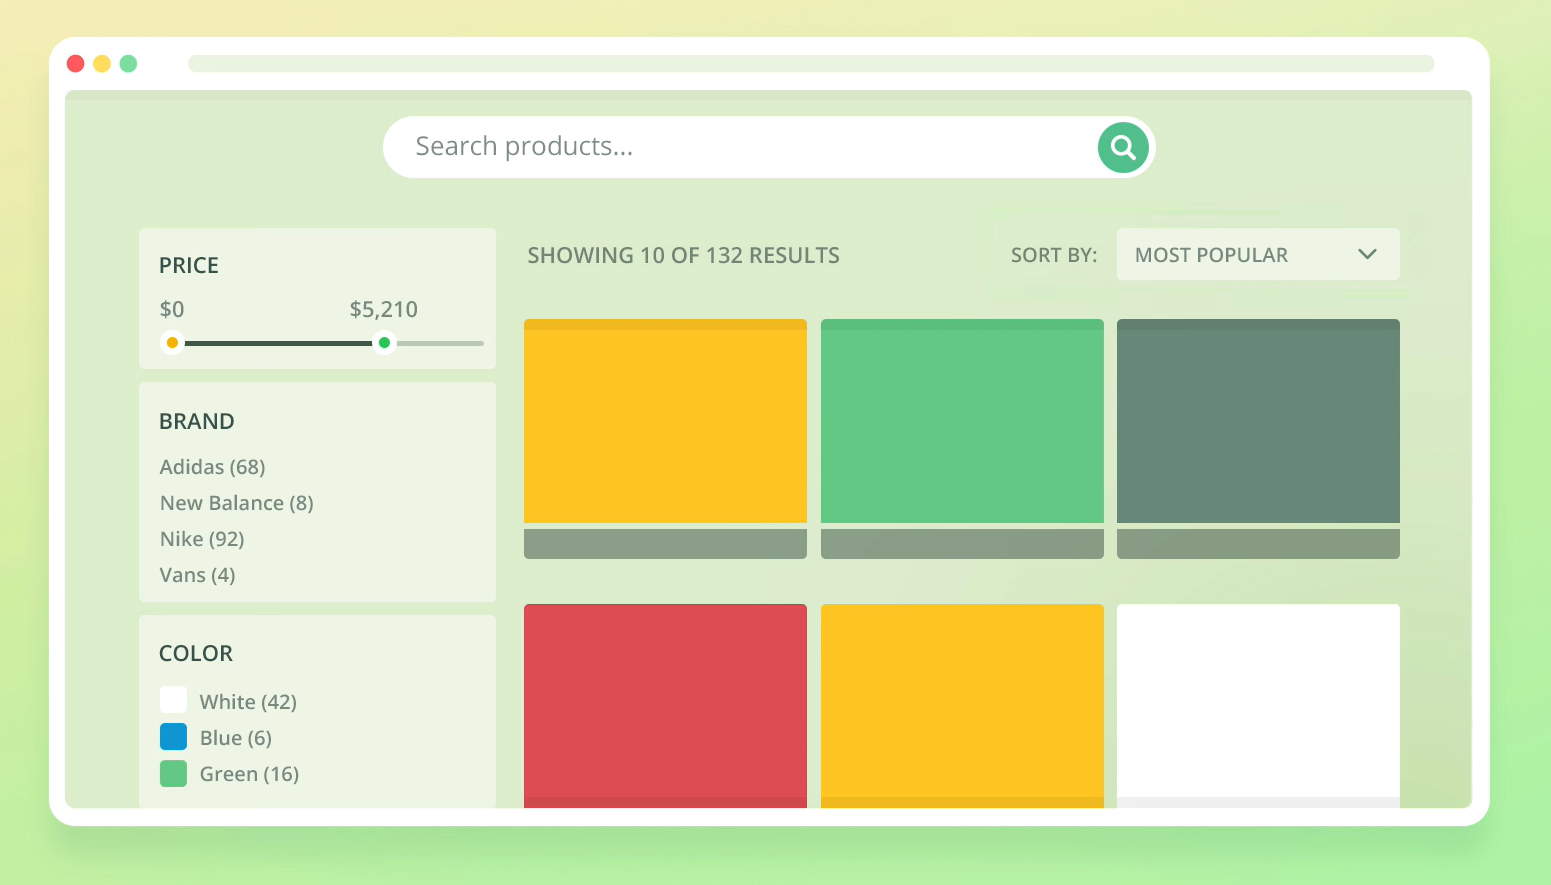 Search products...
PRICE
$0
$5,210
BRAND
Adidas (68)
New Balance (8)
Nike (92)
Vans (4)
COLOR
White (42)
Blue (6)
Green (16)
SHOWING 10 OF 132 RESULTS
SORT BY:
MOST POPULAR